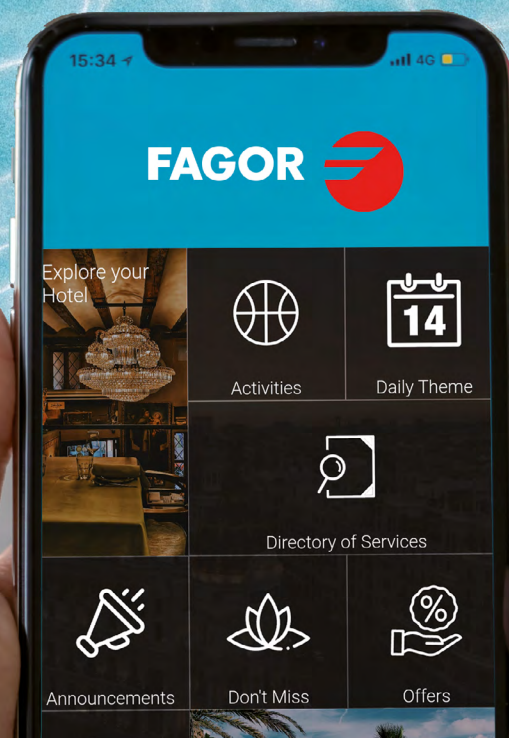 15:34
4G
FAGOR
Explore your
Hotel
14
Activities
Daily Theme
Directory of Services
%
Announcements
Don't Miss
Offers